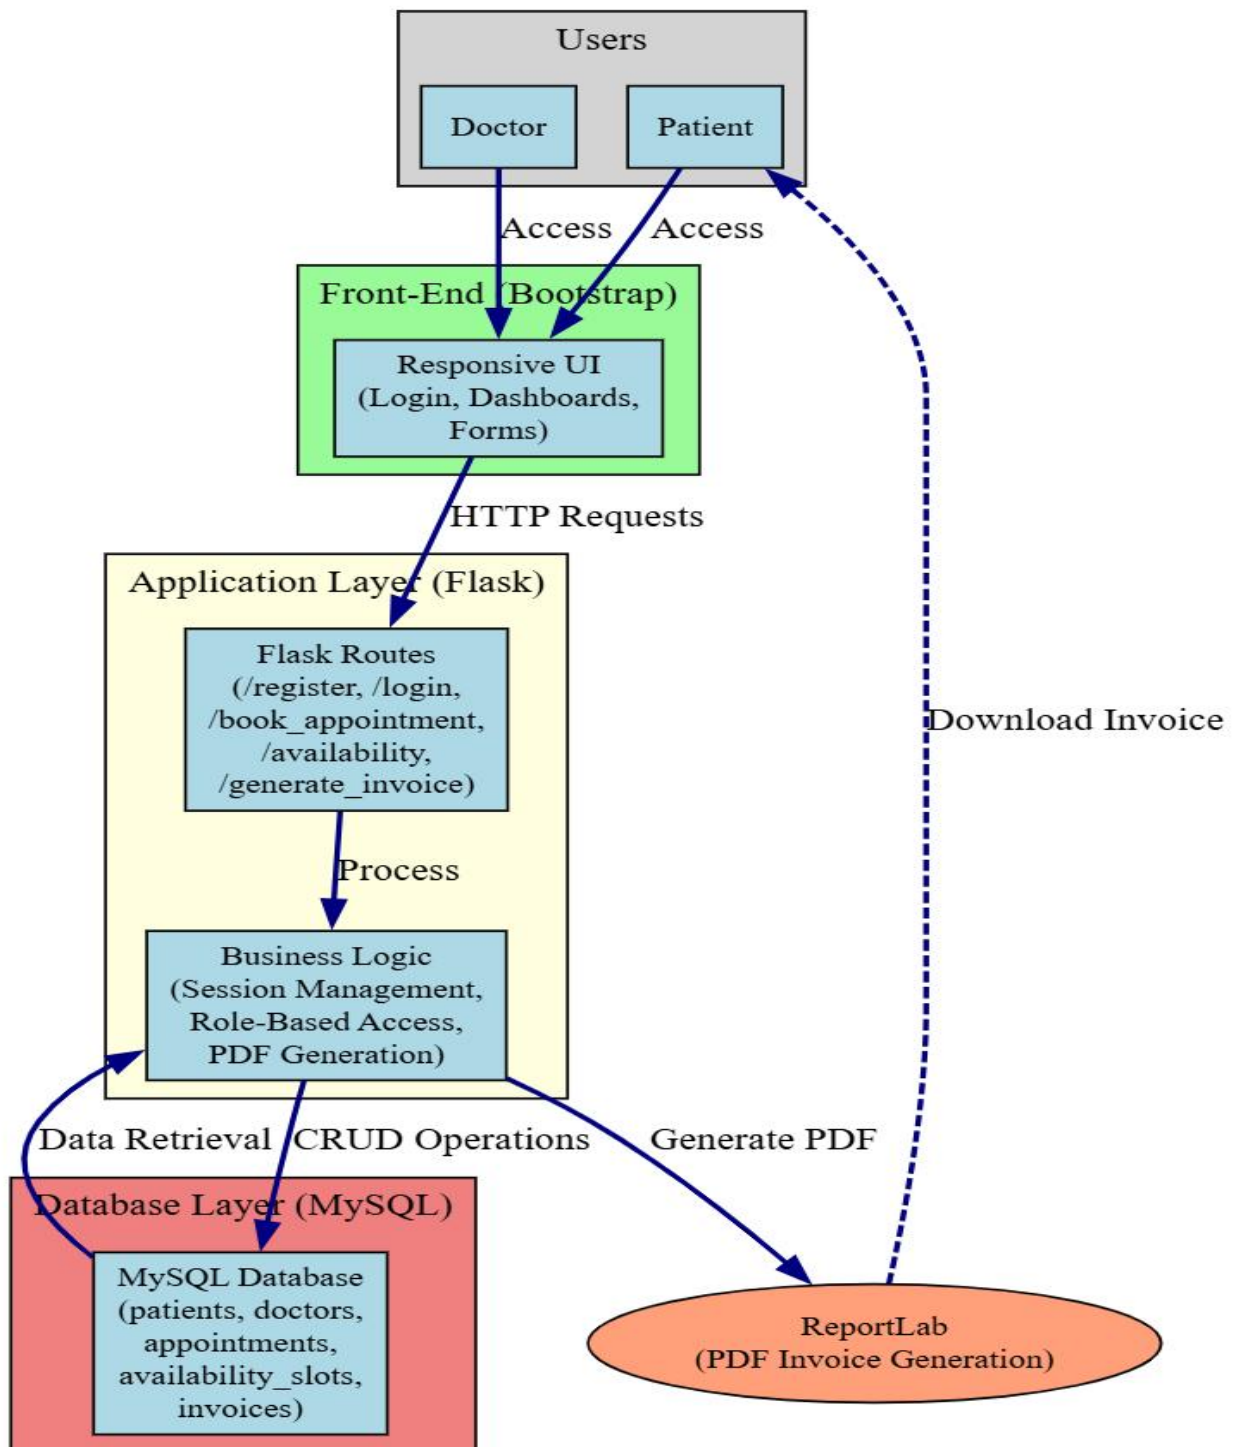 Users
Doctor
Patient
Access
Access
Front-End (Bootstrap)
Responsive UI
(Login, Dashboards,
Forms)
HTTP Requests
Application Layer (Flask)
Flask Routes
(/register, /login,
/book_appointment,
/availability,
/generate_invoice)
Download Invoice
Process
Business Logic
(Session Management,
Role-Based Access,
PDF Generation)
Data Retrieval
CRUD Operations
Generate PDF
Database Layer (MySQL)
MySQL Database
(patients, doctors,
appointments,
availability_slots,
invoices)
ReportLab
(PDF Invoice Generation)